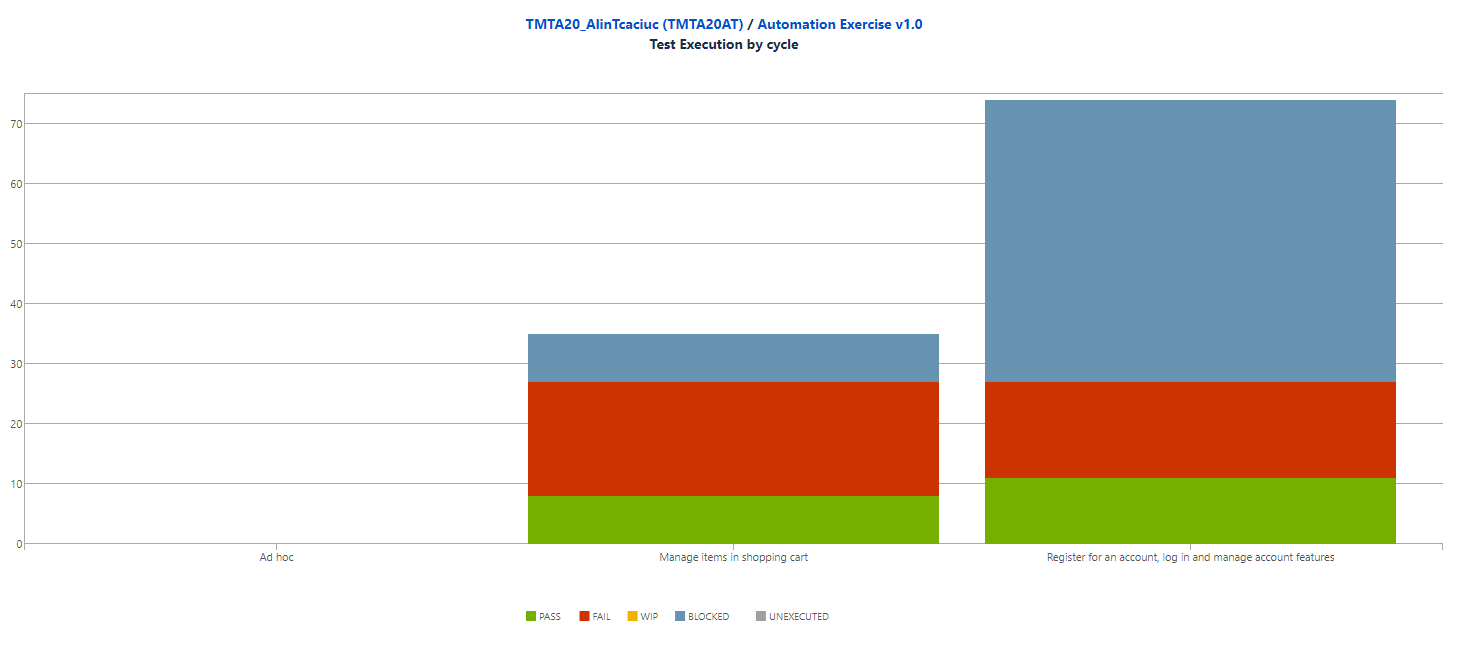 TMTA20_AlinTcaciuc (TMTA20AT) / Automation Exercise v1.0
Test Execution by cycle
70
60
50
40
30
20
10
0
Ad hoc
Manage items in shopping cart
Register for an account, log in and manage account features
PASS FAIL WIP BLOCKED UNEXECUTED